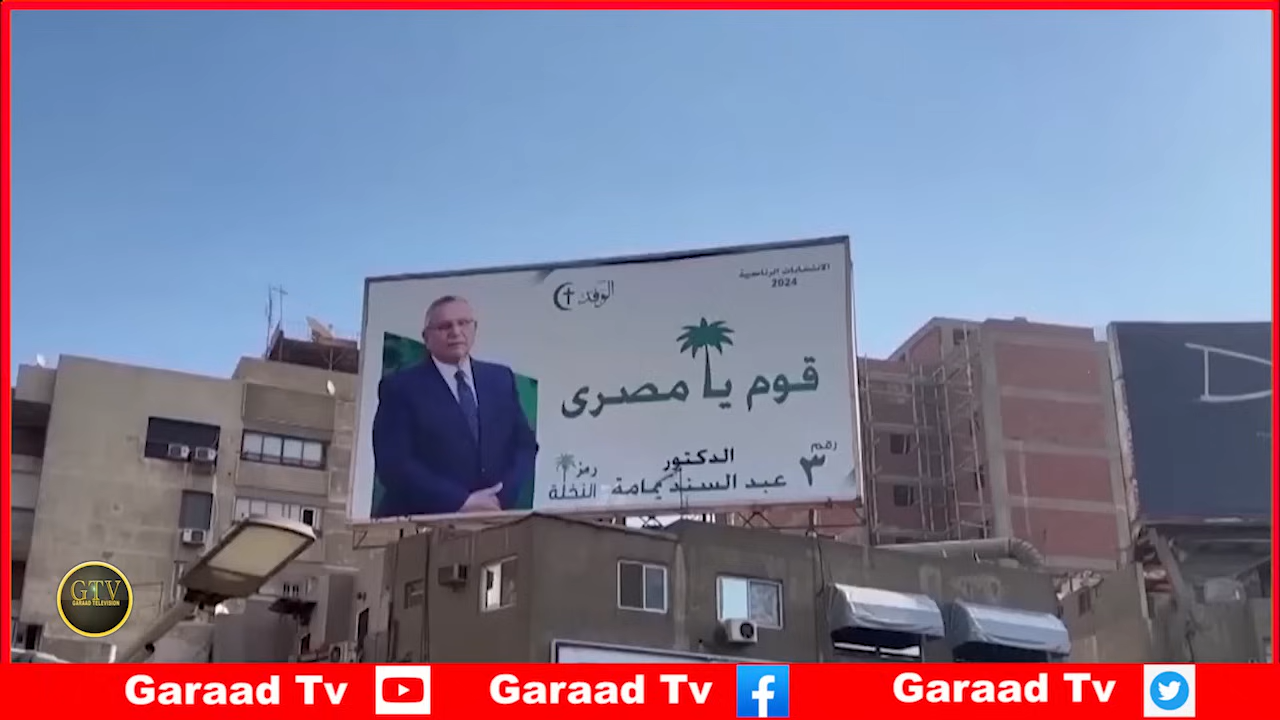 الانتخابات الرئاسية
2024
الوفد
قوم يا مصرى
رقم
٣
الدكتور
عبد السند يمامة
رمز
النخلة
GTV
GARAAD TELEVISION
Garaad Tv
Garaad Tv
Garaad Tv